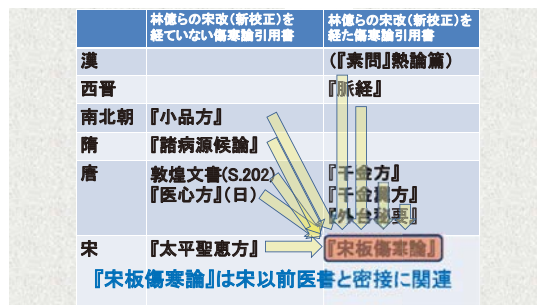 林億らの宋改(新校正)を
経ていない傷寒論引用書
林億らの宋改(新校正)を
経た傷寒論引用書
漢
(『素問』熱論篇)
西晋
『脈経』
南北朝
『小品方』
隋
『諸病源候論』
唐
敦煌文書(S.202)
『医心方』(日)
『千金方』
『千金翼方』
『外台秘要』
宋
『太平聖恵方』
『宋板傷寒論』
『宋板傷寒論』は宋以前医書と密接に関連